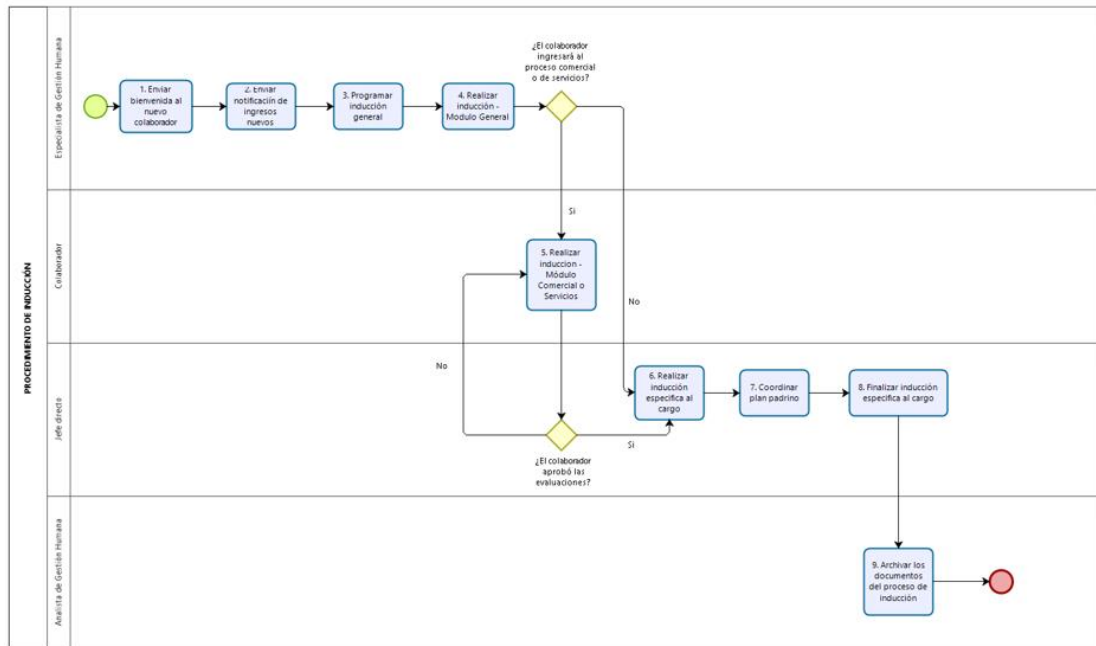 PROCEDIMIENTO DE INDUCCIÓN
Especialista de Gestión Humana
1. Enviar
bienvenida al
nuevo
colaborador
2. Enviar
notificaciín de
ingresos
nuevos
3. Programar
inducción
general
4. Realizar
inducción -
Modulo General
¿El colaborador
ingresará al
proceso comercial
o de servicios?
Si
No
Colaborador
5. Realizar
induccion -
Módulo
Comercial o
Servicios
No
Jefe directo
¿El colaborador
aprobó las
evaluaciones?
Si
6. Realizar
inducción
especifica al
cargo
7. Coordinar
plan padrino
8. Finalizar inducción
especifica al cargo
Analista de Gestión Humana
9. Archivar los
documentos
del proceso de
inducción